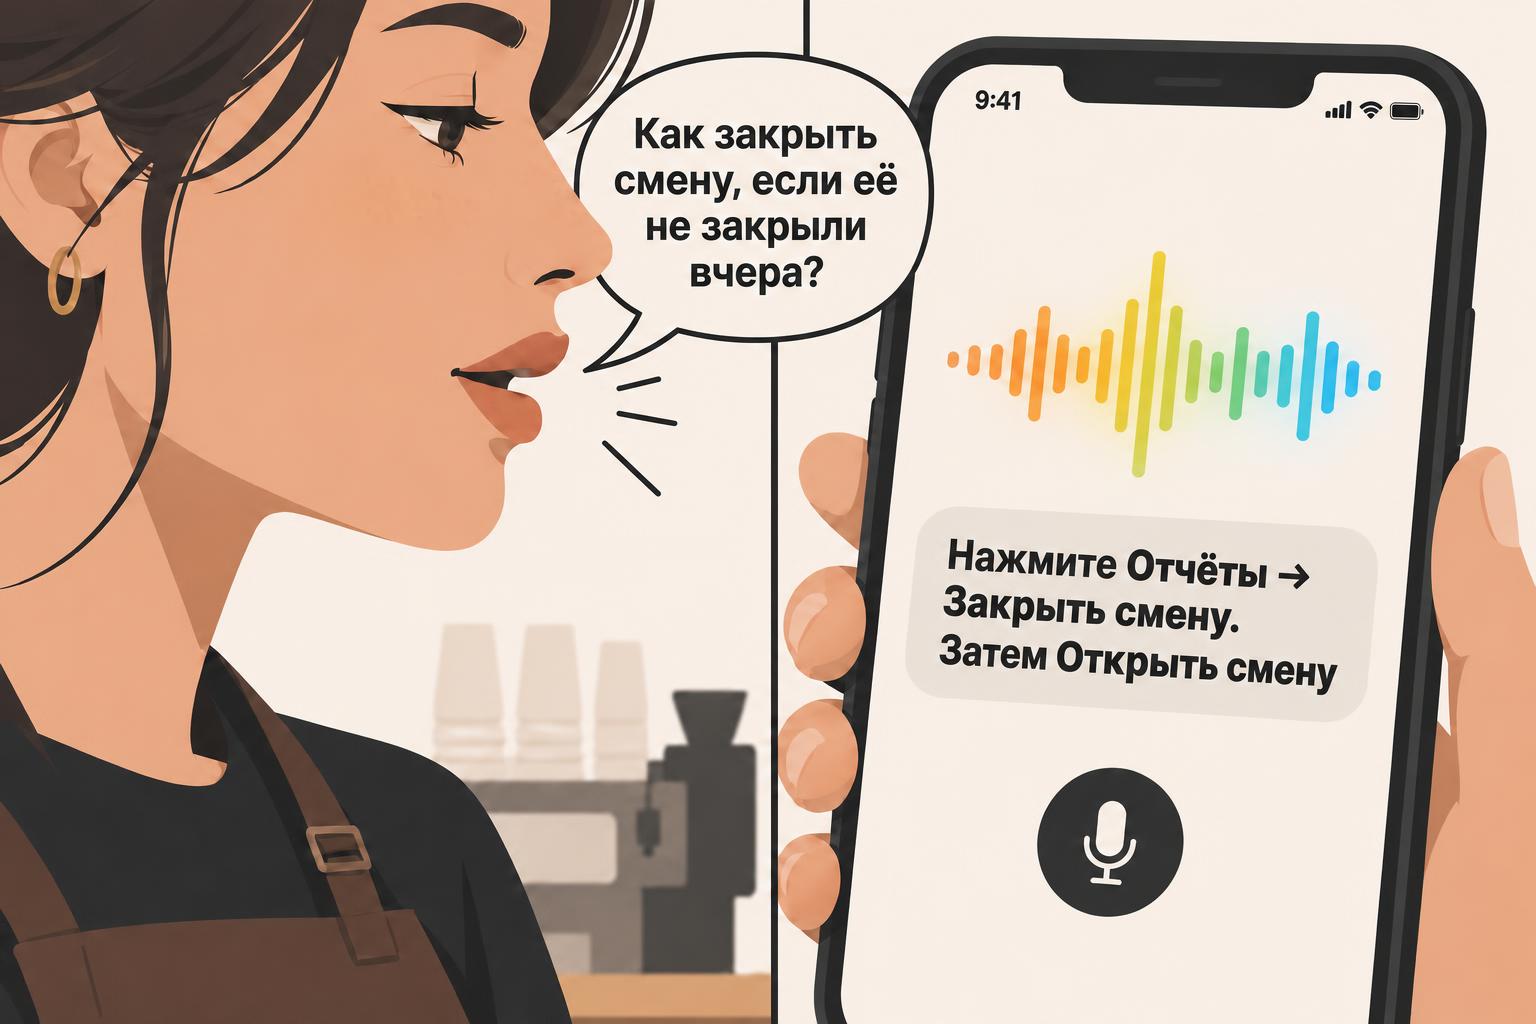 Как закрыть
смену, если её
не закрыли
вчера?
9:41
Нажмите Отчёты →
Закрыть смену.
Затем Открыть смену